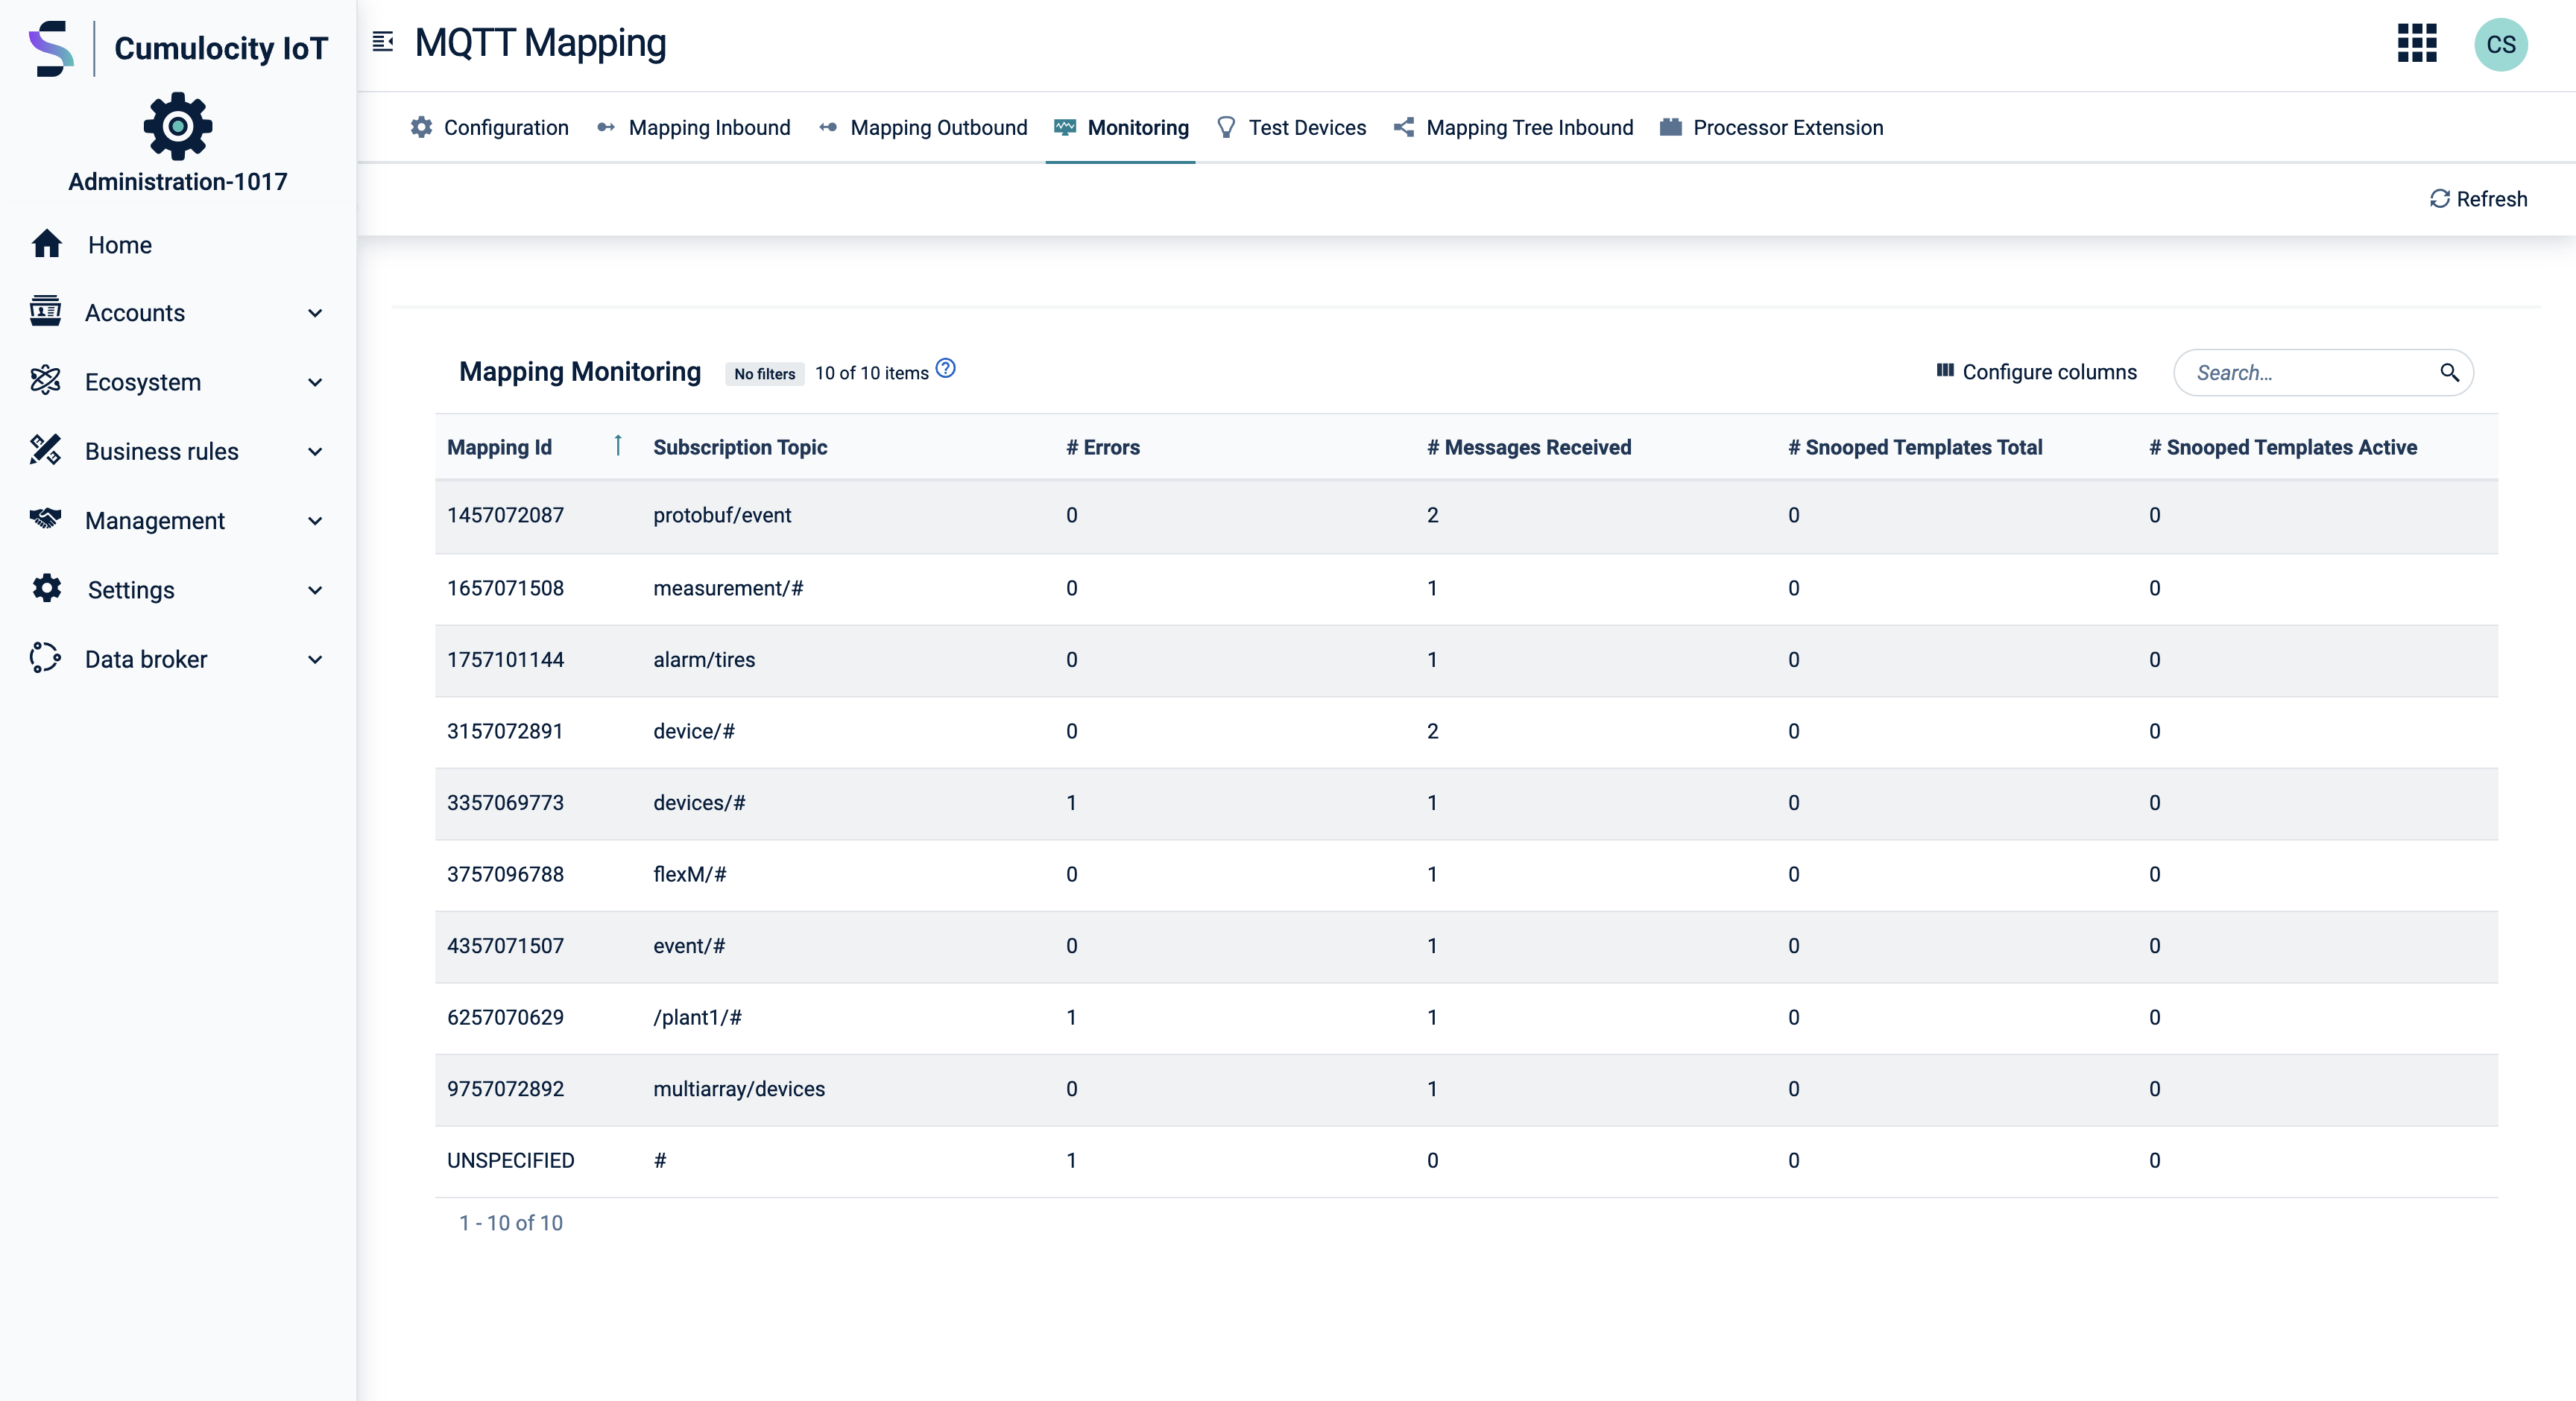 Cumulocity IoT
Administration-1017
Home
Accounts
Ecosystem
Business rules
Management
Settings
Data broker
MQTT Mapping
CS
Configuration Mapping Inbound Mapping Outbound Monitoring Test Devices Mapping Tree Inbound Processor Extension
Refresh
Mapping Monitoring No filters 10 of 10 items ? Configure columns Search...
Mapping Id Subscription Topic # Errors # Messages Received # Snooped Templates Total # Snooped Templates Active
1457072087 protobuf/event 0 2 0 0
1657071508 measurement/# 0 1 0 0
1757101144 alarm/tires 0 1 0 0
3157072891 device/# 0 2 0 0
3357069773 devices/# 1 1 0 0
3757096788 flexM/# 0 1 0 0
4357071507 event/# 0 1 0 0
6257070629 /plant1/# 1 1 0 0
9757072892 multiarray/devices 0 1 0 0
UNSPECIFIED # 1 0 0 0
1 - 10 of 10